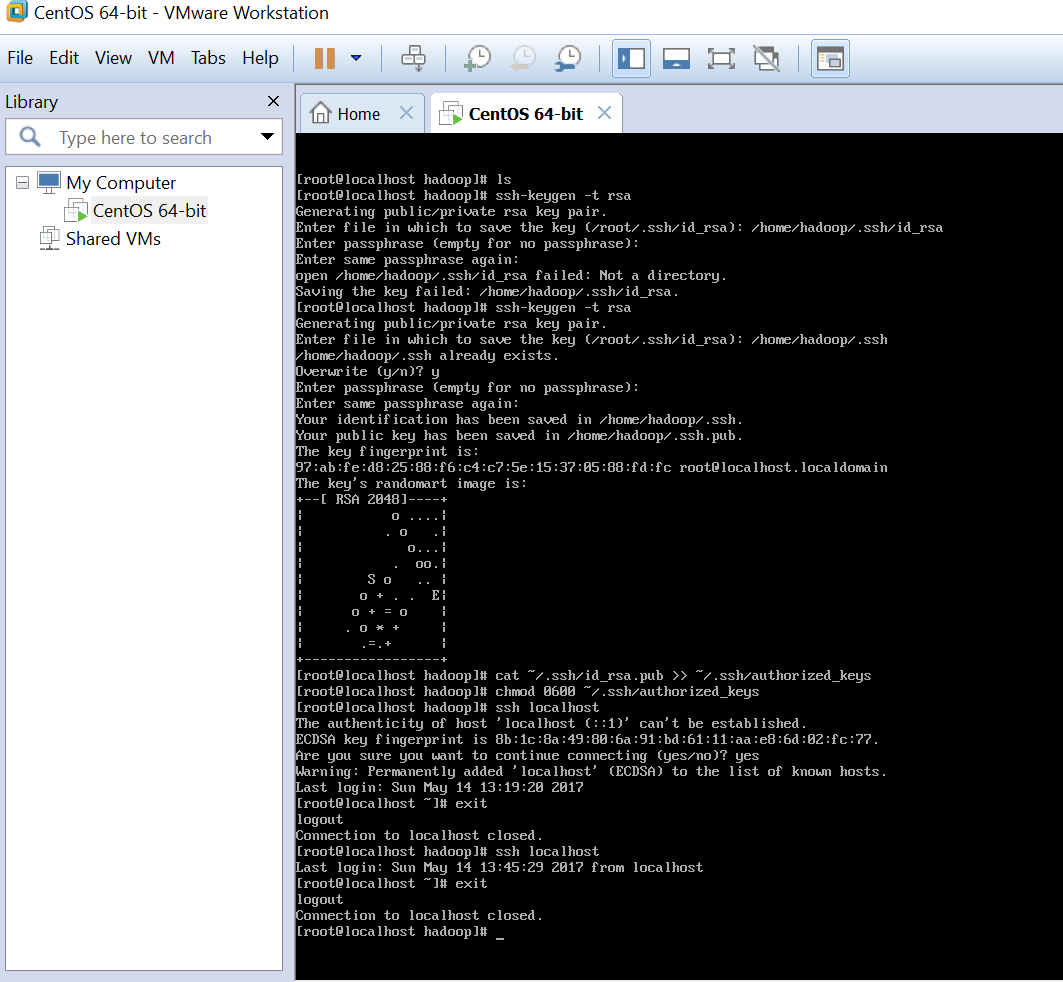 CentOS 64-bit - VMware Workstation
File Edit View VM Tabs Help
Library
Type here to search
My Computer
CentOS 64-bit
Shared VMs
Home
CentOS 64-bit
[root@localhost hadoop]# ls
[root@localhost hadoop]# ssh-keygen -t rsa
Generating public/private rsa key pair.
Enter file in which to save the key (/root/.ssh/id_rsa): /home/hadoop/.ssh/id_rsa
Enter passphrase (empty for no passphrase):
Enter same passphrase again:
open /home/hadoop/.ssh/id_rsa failed: Not a directory.
Saving the key failed: /home/hadoop/.ssh/id_rsa.
[root@localhost hadoop]# ssh-keygen -t rsa
Generating public/private rsa key pair.
Enter file in which to save the key (/root/.ssh/id_rsa): /home/hadoop/.ssh
/home/hadoop/.ssh already exists.
Overwrite (y/n)? y
Enter passphrase (empty for no passphrase):
Enter same passphrase again:
Your identification has been saved in /home/hadoop/.ssh.
Your public key has been saved in /home/hadoop/.ssh.pub.
The key fingerprint is:
97:ab:fe:d8:25:88:f6:c4:c7:5e:15:37:05:88:fd:fc root@localhost.localdomain
The key's randomart image is:
+--[ RSA 2048]----+
|           o ....|
|          . o   .|
|             o...|
|           .  oo.|
|        S o   .. |
|       o + . .  E|
|      o + = o    |
|     . o * +     |
|       .=.+      |
+-----------------+
[root@localhost hadoop]# cat ~/.ssh/id_rsa.pub >> ~/.ssh/authorized_keys
[root@localhost hadoop]# chmod 0600 ~/.ssh/authorized_keys
[root@localhost hadoop]# ssh localhost
The authenticity of host 'localhost (::1)' can't be established.
ECDSA key fingerprint is 8b:1c:8a:49:80:6a:91:bd:61:11:aa:e8:6d:02:fc:77.
Are you sure you want to continue connecting (yes/no)? yes
Warning: Permanently added 'localhost' (ECDSA) to the list of known hosts.
Last login: Sun May 14 13:19:20 2017
[root@localhost ~]# exit
logout
Connection to localhost closed.
[root@localhost hadoop]# ssh localhost
Last login: Sun May 14 13:45:29 2017 from localhost
[root@localhost ~]# exit
logout
Connection to localhost closed.
[root@localhost hadoop]# _